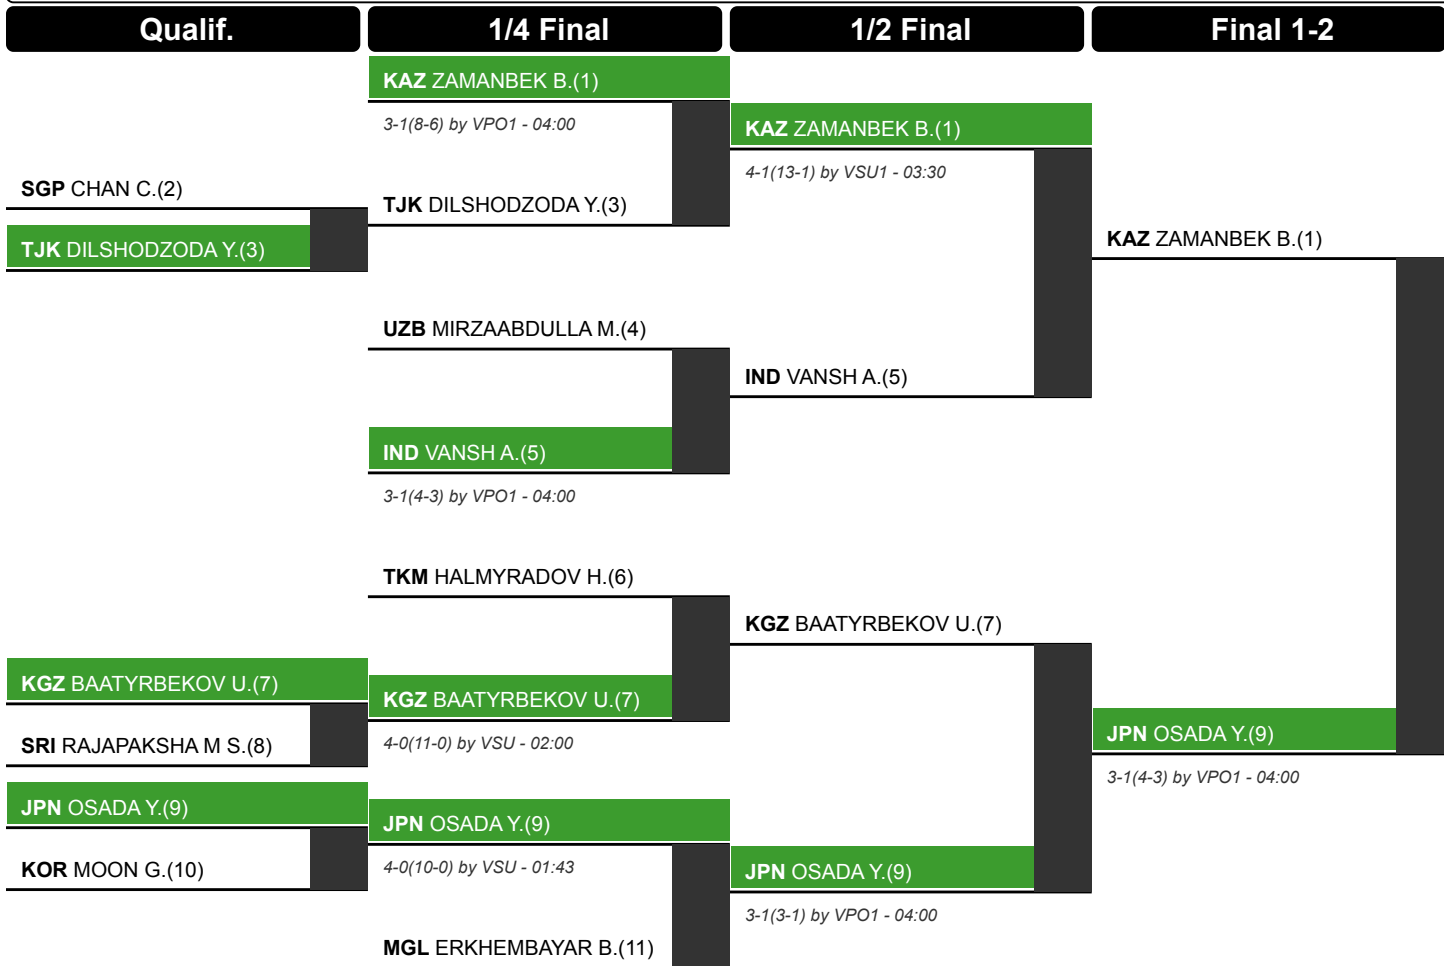 Qualif.
1/4 Final
1/2 Final
Final 1-2
SGP CHAN C.(2)
TJK DILSHODZODA Y.(3)
KGZ BAATYRBEKOV U.(7)
SRI RAJAPAKSHA M S.(8)
JPN OSADA Y.(9)
KOR MOON G.(10)
KAZ ZAMANBEK B.(1)
3-1(8-6) by VPO1 - 04:00
TJK DILSHODZODA Y.(3)
UZB MIRZAABDULLA M.(4)
IND VANSH A.(5)
3-1(4-3) by VPO1 - 04:00
TKM HALMYRADOV H.(6)
KGZ BAATYRBEKOV U.(7)
4-0(11-0) by VSU - 02:00
JPN OSADA Y.(9)
4-0(10-0) by VSU - 01:43
MGL ERKHEMBAYAR B.(11)
KAZ ZAMANBEK B.(1)
4-1(13-1) by VSU1 - 03:30
IND VANSH A.(5)
KGZ BAATYRBEKOV U.(7)
JPN OSADA Y.(9)
3-1(3-1) by VPO1 - 04:00
KAZ ZAMANBEK B.(1)
JPN OSADA Y.(9)
3-1(4-3) by VPO1 - 04:00